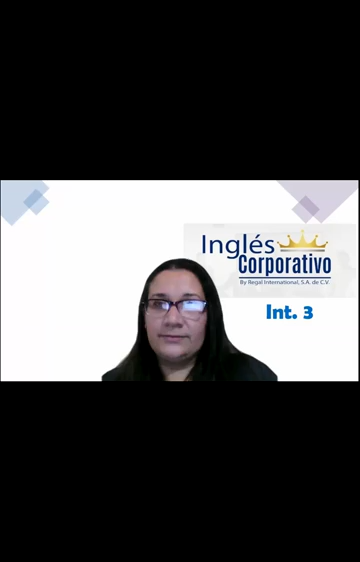 Inglés
Corporativo
By Regal International, S.A. de C.V.
Int. 3